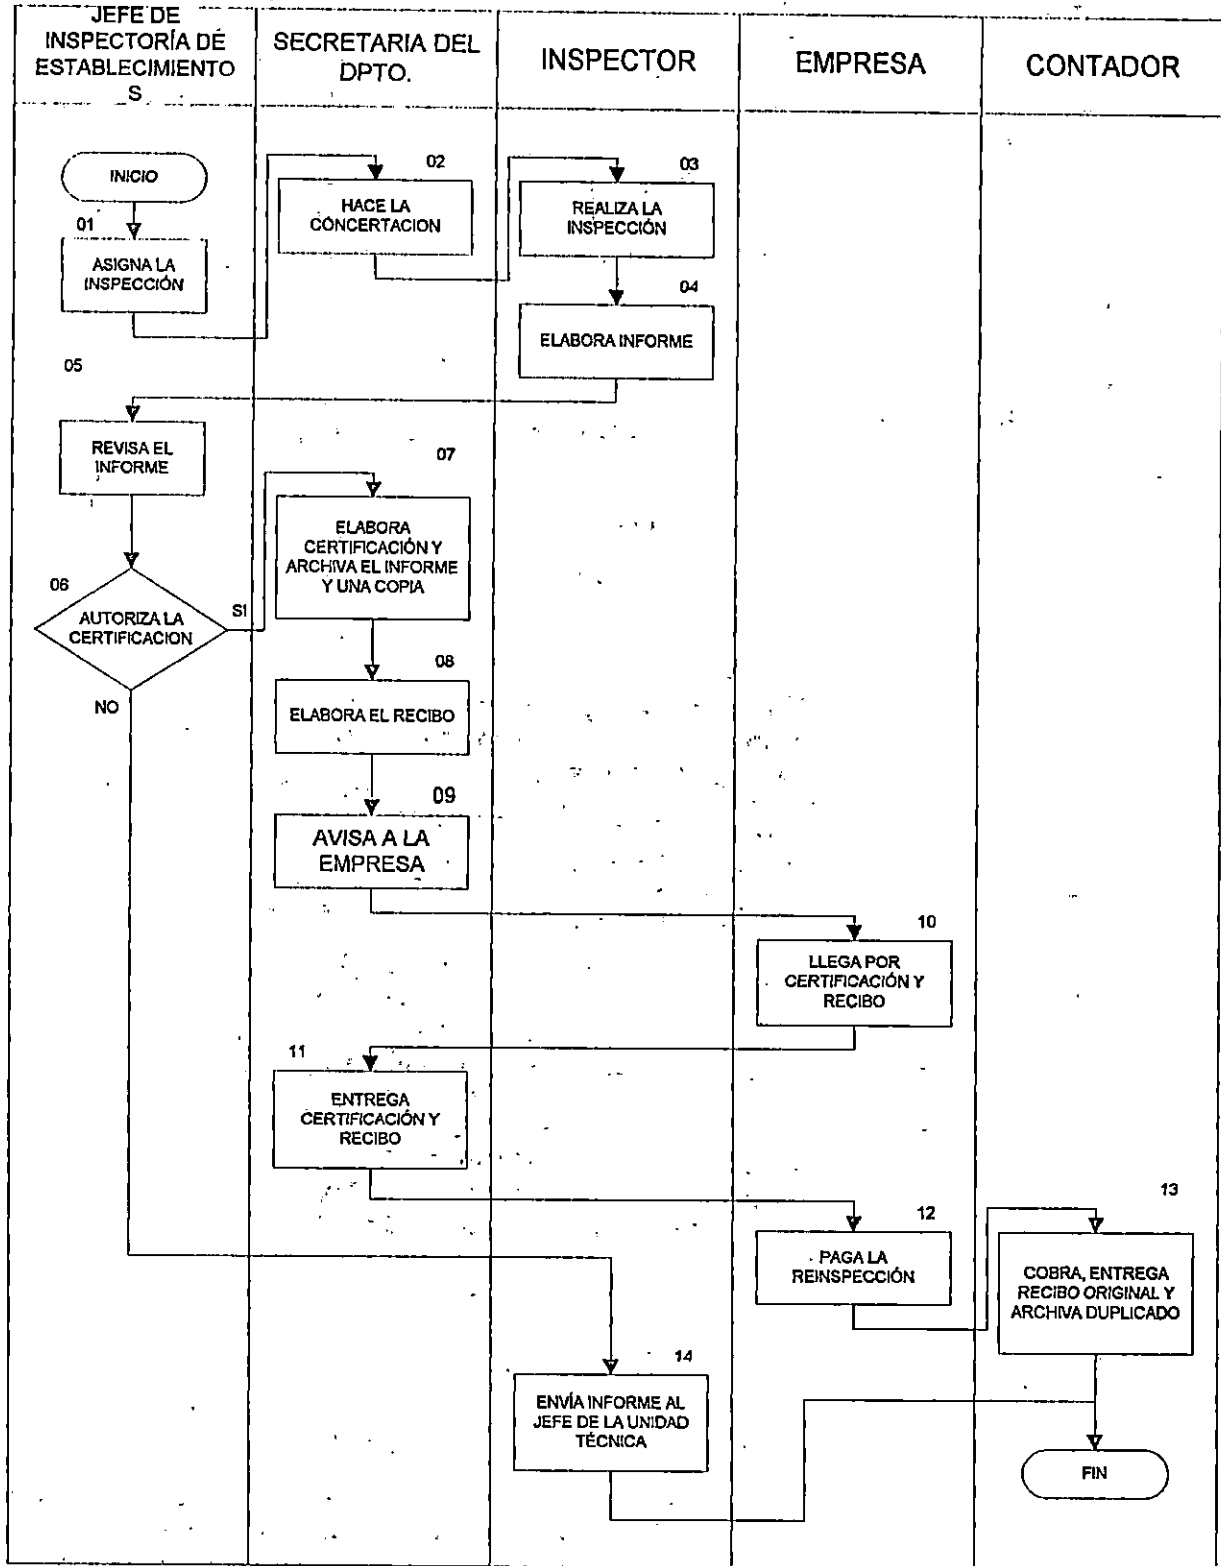 JEFE DE
INSPECTORÍA DE
ESTABLECIMIENTO
S
SECRETARIA DEL
DPTO.
INSPECTOR
EMPRESA
CONTADOR
INICIO
01
ASIGNA LA
INSPECCIÓN
02
HACE LA
CONCERTACION
03
REALIZA LA
INSPECCIÓN
04
ELABORA INFORME
05
REVISA EL
INFORME
06
AUTORIZA LA
CERTIFICACION
SI
NO
07
ELABORA
CERTIFICACIÓN Y
ARCHIVA EL INFORME
Y UNA COPIA
08
ELABORA EL RECIBO
09
AVISA A LA
EMPRESA
10
LLEGA POR
CERTIFICACIÓN Y
RECIBO
11
ENTREGA
CERTIFICACIÓN Y
RECIBO
12
PAGA LA
REINSPECCIÓN
13
COBRA, ENTREGA
RECIBO ORIGINAL Y
ARCHIVA DUPLICADO
14
ENVÍA INFORME AL
JEFE DE LA UNIDAD
TÉCNICA
FIN